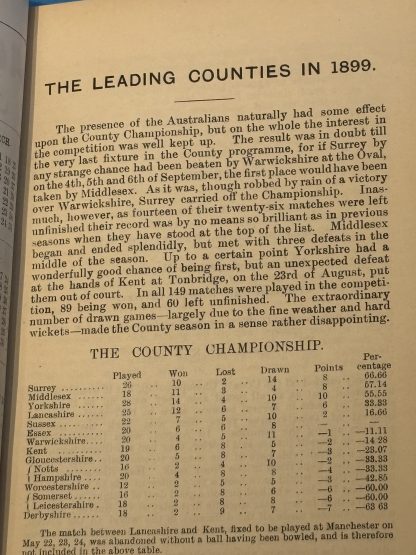 THE LEADING COUNTIES IN 1899.
The presence of the Australians naturally had some effect
upon the County Championship, but on the whole the interest in
the competition was well kept up. The result was in doubt till
the very last fixture in the County programme, for if Surrey by
any strange chance had been beaten by Warwickshire at the Oval,
on the 4th, 5th and 6th of September, the first place would have been
taken by Middlesex. As it was, though robbed by rain of a victory
over Warwickshire, Surrey carried off the Championship. Inas-
much, however, as fourteen of their twenty-six matches were left
unfinished their record was by no means so brilliant as in previous
seasons when they have stood at the top of the list. Middlesex
began and ended splendidly, but met with three defeats in the
middle of the season. Up to a certain point Yorkshire had a
wonderfully good chance of being first, but an unexpected defeat
at the hands of Kent at Tonbridge, on the 23rd of August, put
them out of court. In all 149 matches were played in the competi-
tion, 89 being won, and 60 left unfinished. The extraordinary
number of drawn games—largely due to the fine weather and hard
wickets—made the County season in a sense rather disappointing.
THE COUNTY CHAMPIONSHIP.
Played Won Lost Drawn Points Per-
centage
Surrey .......... 26 .. 10 .. 2 .. 14 .. 8 .. 66.66
Middlesex ....... 18 .. 11 .. 3 .. 4 .. 8 .. 57.14
Yorkshire ....... 28 .. 14 .. 4 .. 10 .. 10 .. 55.55
Lancashire ...... 25 .. 12 .. 6 .. 7 .. 6 .. 33.33
Sussex .......... 22 .. 7 .. 5 .. 10 .. 2 .. 16.66
Essex ........... 20 .. 6 .. 6 .. 8 .. — .. —
Warwickshire .... 20 .. 4 .. 5 .. 11 .. —1 .. —11.11
Kent ............ 19 .. 6 .. 8 .. 5 .. —2 .. —14.28
Gloucestershire.. 20 .. 5 .. 8 .. 7 .. —3 .. —23.07
{ Notts ......... 16 .. 2 .. 4 .. 10 .. —2 .. —33.33
{ Hampshire .... 20 .. 4 .. 8 .. 8 .. —4 .. —33.33
Worcestershire .. 12 .. 2 .. 5 .. 5 .. —3 .. —42.85
{ Somerset ...... 16 .. 2 .. 8 .. 6 .. —6 .. —60.00
{ Leicestershire . 18 .. 2 .. 8 .. 8 .. —6 .. —60.00
Derbyshire ...... 18 .. 2 .. 9 .. 7 .. —7 .. —63 63
The match between Lancashire and Kent, fixed to be played at Manchester on
May 22, 23, 24, was abandoned without a ball having been bowled, and is therefore
not included in the above table.